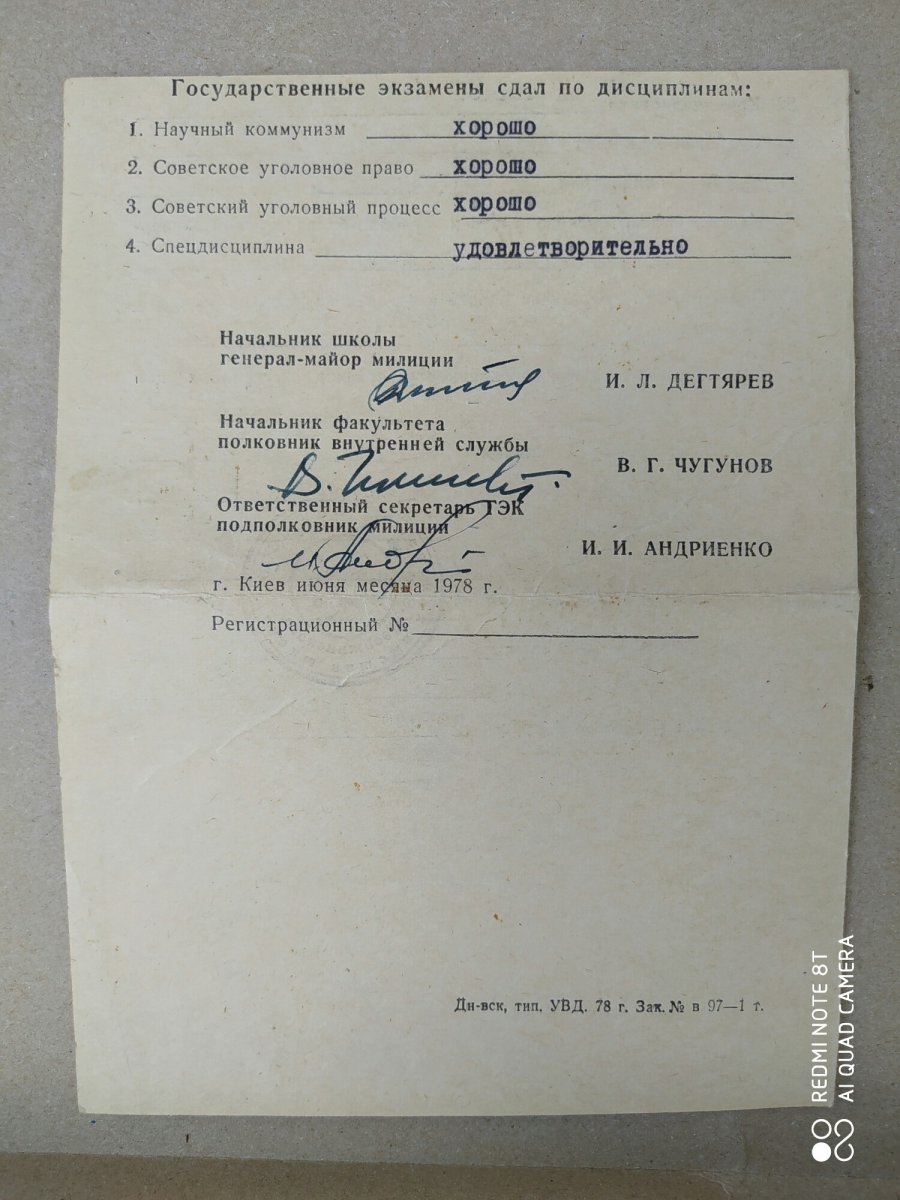 Государственные экзамены сдал по дисциплинам:
1. Научный коммунизм хорошо
2. Советское уголовное право хорошо
3. Советский уголовный процесс хорошо
4. Спецдисциплина удовлетворительно
Начальник школы
генерал-майор милиции
И. Л. ДЕГТЯРЕВ
Начальник факультета
полковник внутренней службы
В. Г. ЧУГУНОВ
Ответственный секретарь ГЭК
подполковник милиции
И. И. АНДРИЕНКО
г. Киев июня месяца 1978 г.
Регистрационный №
Дн-вск, тип. УВД. 78 г. Зак. № в 97—1 т.
REDMI NOTE 8T
AI QUAD CAMERA